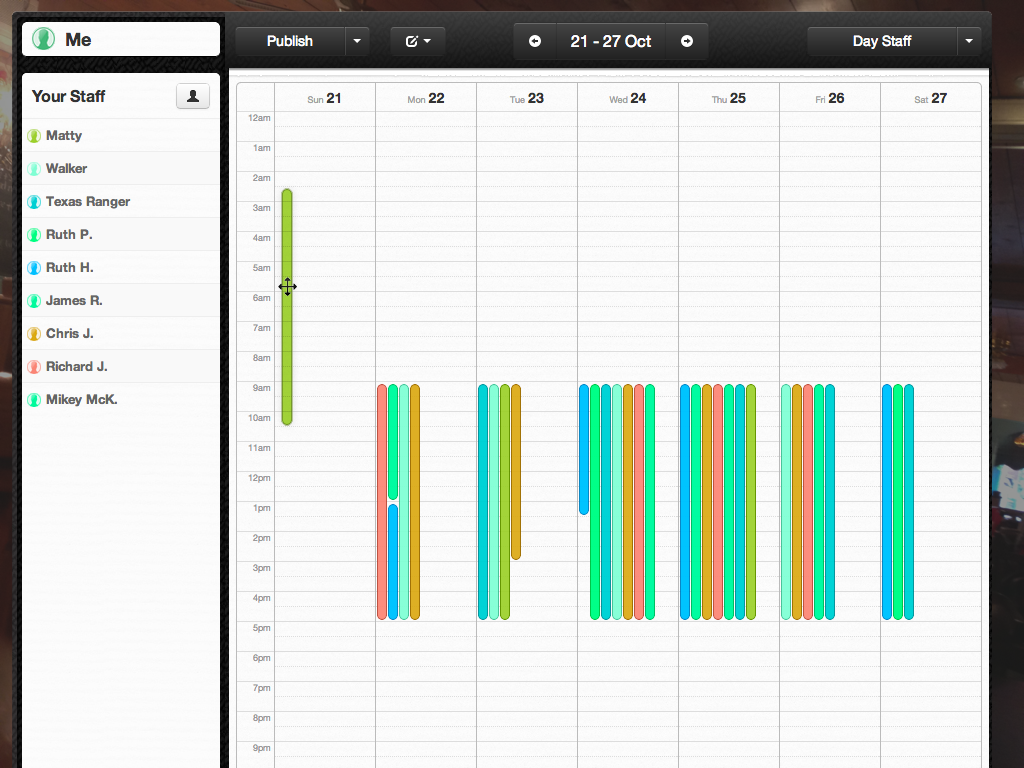 Me
Publish
21 - 27 Oct
Day Staff
Your Staff
Matty
Walker
Texas Ranger
Ruth P.
Ruth H.
James R.
Chris J.
Richard J.
Mikey McK.
Sun 21
Mon 22
Tue 23
Wed 24
Thu 25
Fri 26
Sat 27
12am
1am
2am
3am
4am
5am
6am
7am
8am
9am
10am
11am
12pm
1pm
2pm
3pm
4pm
5pm
6pm
7pm
8pm
9pm